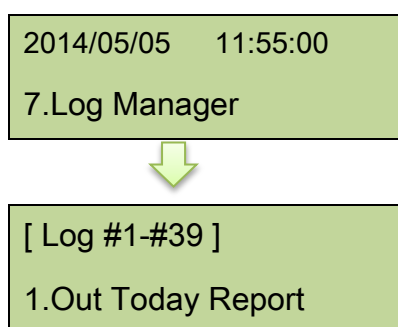 2014/05/05 11:55:00
7.Log Manager
[ Log #1-#39 ]
1.Out Today Report